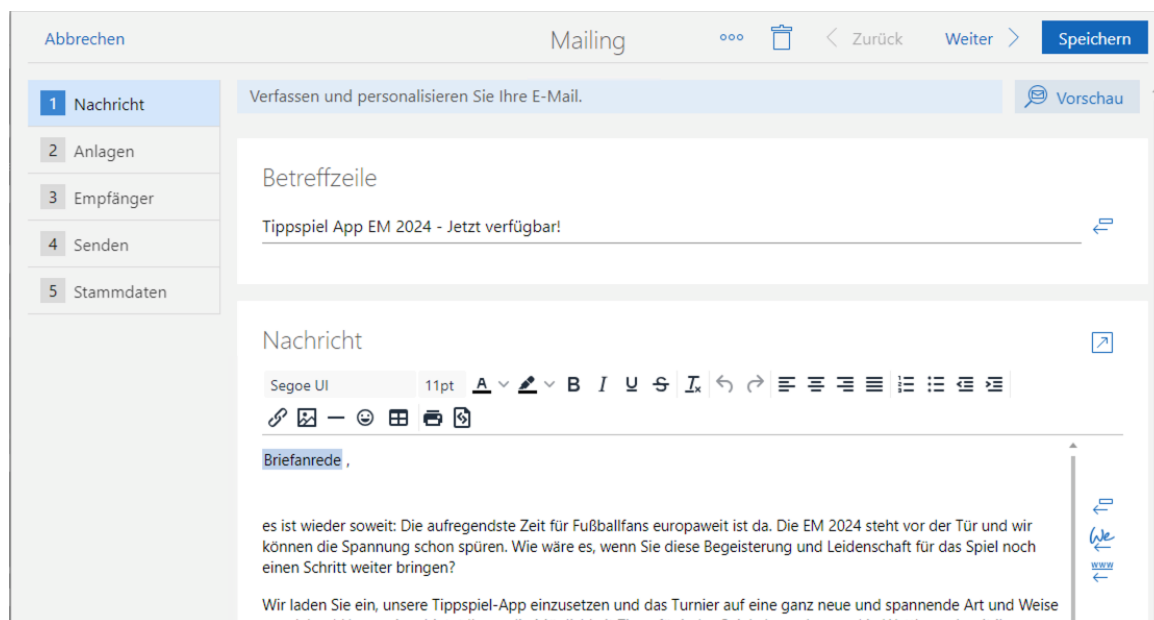 Abbrechen
Mailing
Zurück
Weiter
Speichern
1 Nachricht
2 Anlagen
3 Empfänger
4 Senden
5 Stammdaten
Verfassen und personalisieren Sie Ihre E-Mail.
Vorschau
Betreffzeile
Tippspiel App EM 2024 - Jetzt verfügbar!
Nachricht
Segoe UI 11pt
Briefanrede ,
es ist wieder soweit: Die aufregendste Zeit für Fußballfans europaweit ist da. Die EM 2024 steht vor der Tür und wir
können die Spannung schon spüren. Wie wäre es, wenn Sie diese Begeisterung und Leidenschaft für das Spiel noch
einen Schritt weiter bringen?
Wir laden Sie ein, unsere Tippspiel-App einzusetzen und das Turnier auf eine ganz neue und spannende Art und Weise
We
www